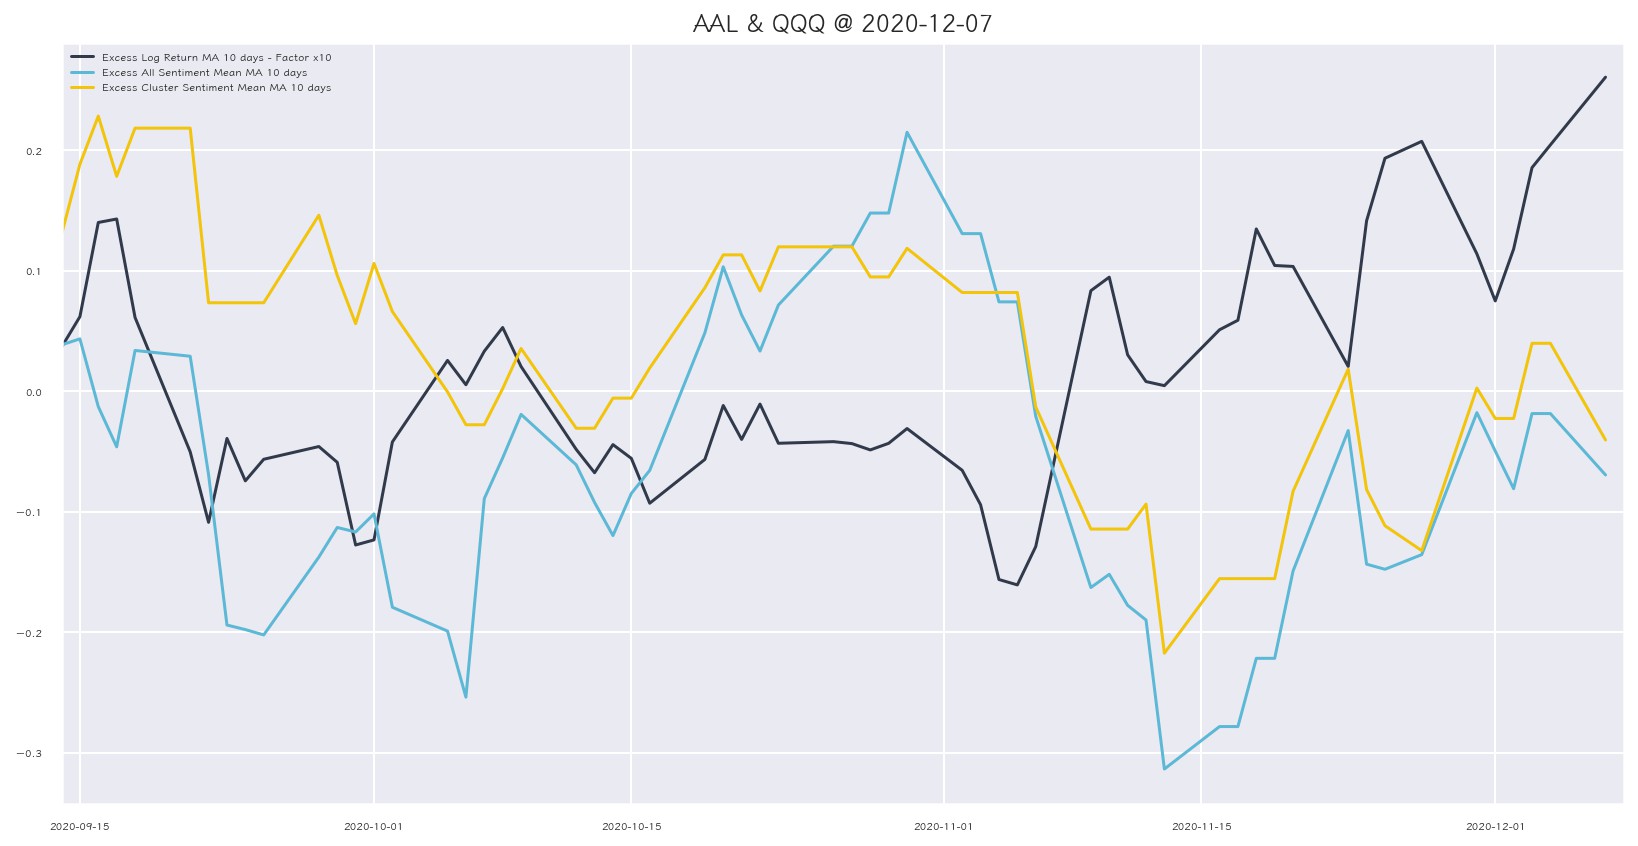 AAL & QQQ @ 2020-12-07
Excess Log Return MA 10 days - Factor x10
Excess All Sentiment Mean MA 10 days
Excess Cluster Sentiment Mean MA 10 days
0.2
0.1
0.0
−0.1
−0.2
−0.3
2020-09-15 2020-10-01 2020-10-15 2020-11-01 2020-11-15 2020-12-01